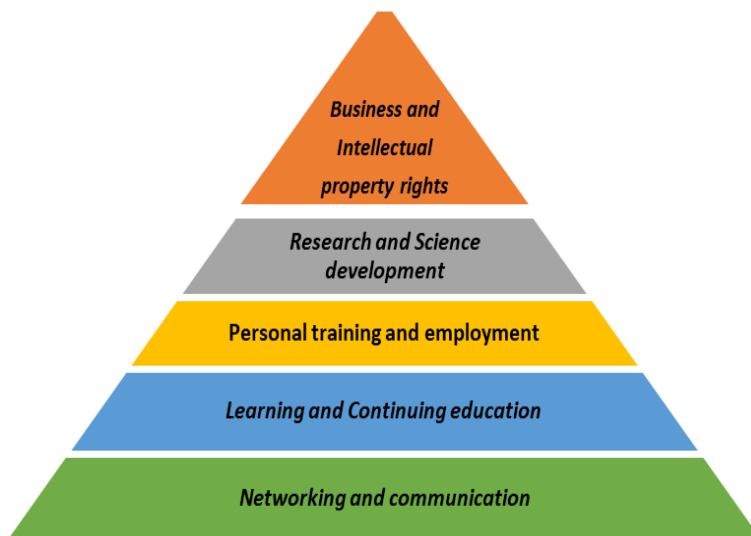 Business and
Intellectual
property rights
Research and Science
development
Personal training and employment
Learning and Continuing education
Networking and communication